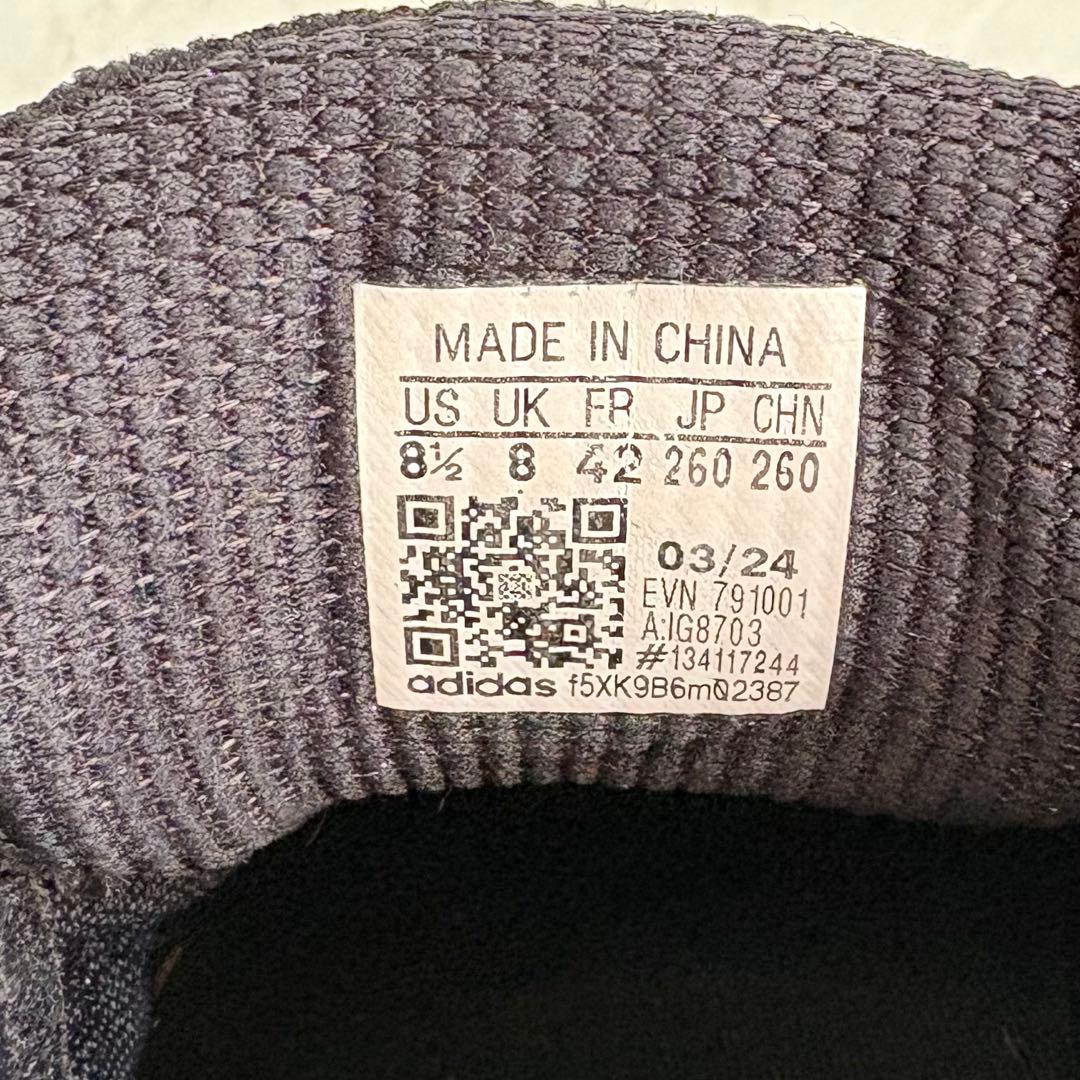 MADE IN CHINA
US UK FR JP CHN
8½ 8 42 260 260
03/24
EVN 791001
A:IG8703
#134117244
adidas f5XK9B6m02387